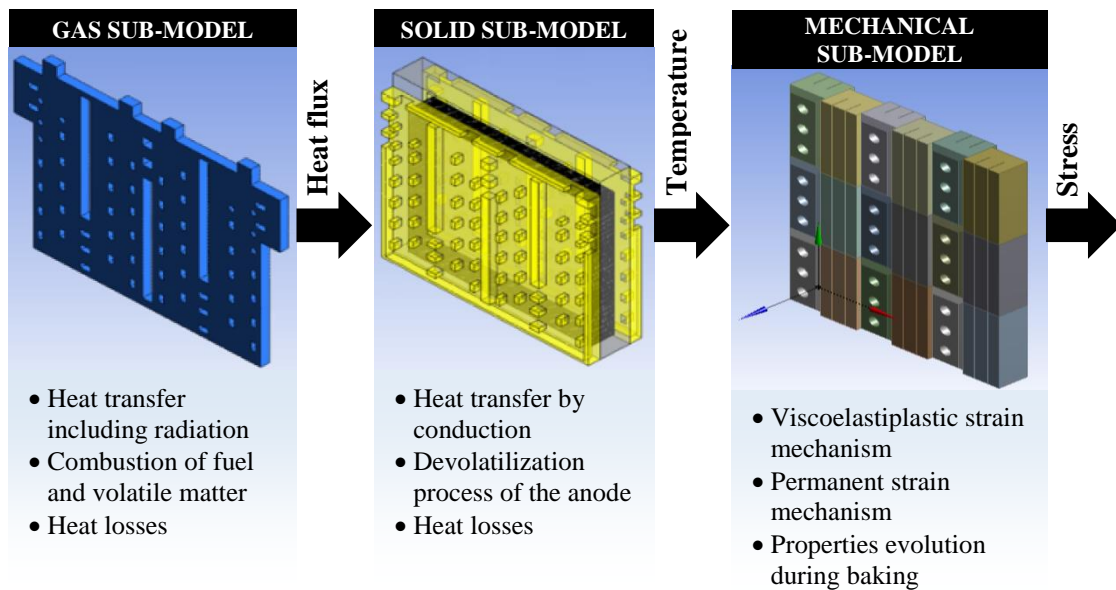 GAS SUB-MODEL
• Heat transfer
including radiation
• Combustion of fuel
and volatile matter
• Heat losses
Heat flux
SOLID SUB-MODEL
• Heat transfer by
conduction
• Devolatilization
process of the anode
• Heat losses
Temperature
MECHANICAL
SUB-MODEL
• Viscoelastiplastic strain
mechanism
• Permanent strain
mechanism
• Properties evolution
during baking
Stress